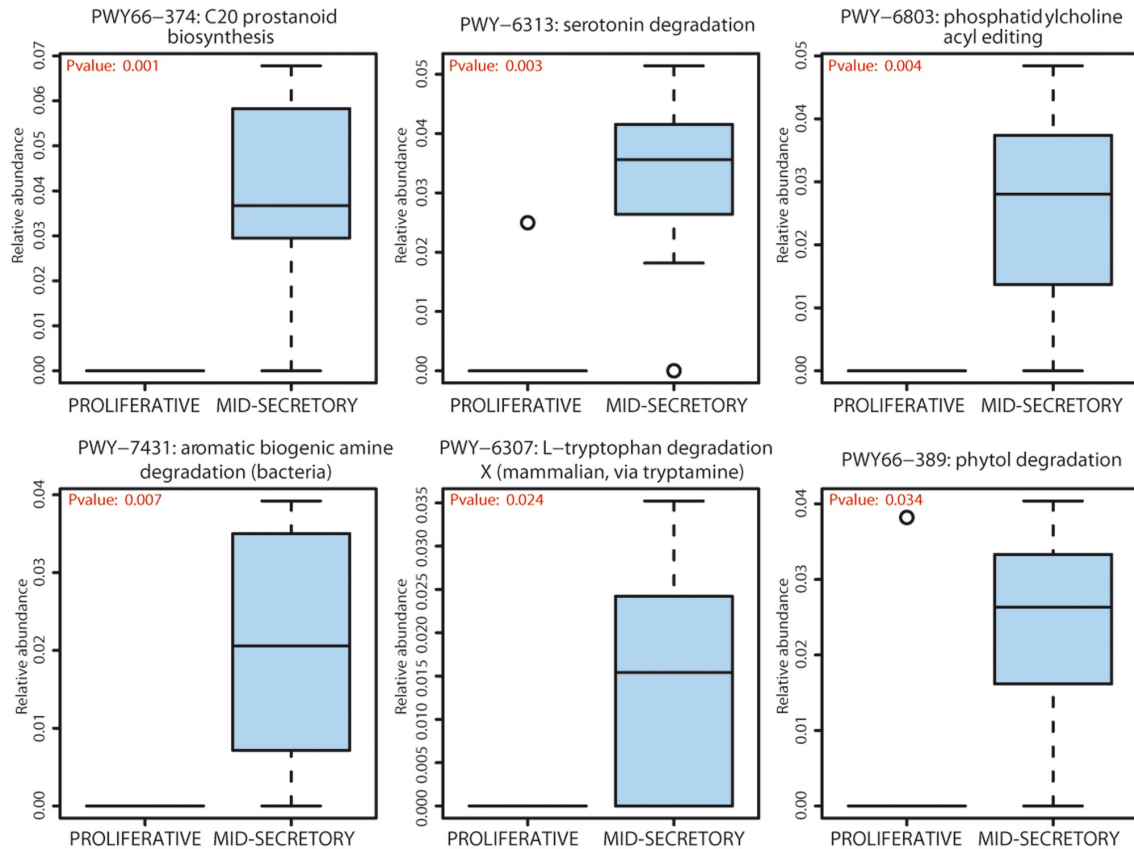 PWY66−374: C20 prostanoid
biosynthesis
Pvalue: 0.001
Relative abundance
0.07
0.06
0.05
0.04
0.03
0.02
0.01
0.00
PROLIFERATIVE
MID-SECRETORY
PWY−6313: serotonin degradation
Pvalue: 0.003
Relative abundance
0.05
0.04
0.03
0.02
0.01
0.00
PROLIFERATIVE
MID-SECRETORY
PWY−6803: phosphatid ylcholine
acyl editing
Pvalue: 0.004
Relative abundance
0.05
0.04
0.03
0.02
0.01
0.00
PROLIFERATIVE
MID-SECRETORY
PWY−7431: aromatic biogenic amine
degradation (bacteria)
Pvalue: 0.007
Relative abundance
0.04
0.03
0.02
0.01
0.00
PROLIFERATIVE
MID-SECRETORY
PWY−6307: L−tryptophan degradation
X (mammalian, via tryptamine)
Pvalue: 0.024
Relative abundance
0.035
0.030
0.025
0.020
0.015
0.010
0.005
0.000
PROLIFERATIVE
MID-SECRETORY
PWY66−389: phytol degradation
Pvalue: 0.034
Relative abundance
0.04
0.03
0.02
0.01
0.00
PROLIFERATIVE
MID-SECRETORY